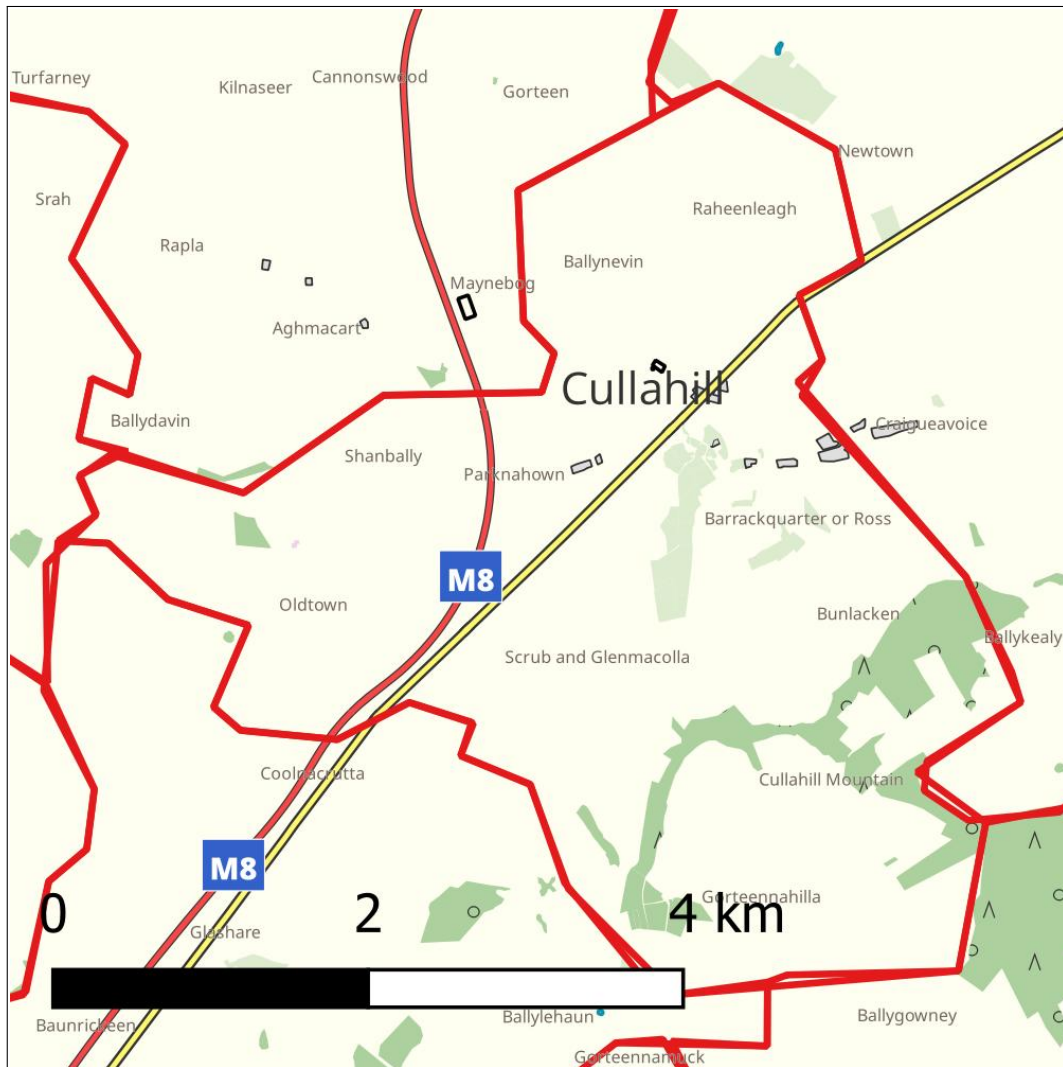 Turfarney
Kilnaseer
Cannonswood
Gorteen
Newtown
Srah
Raheenleagh
Rapla
Ballynevin
Maynebog
Aghmacart
Cullahill
Ballydavin
Craigueavoice
Shanbally
Parknahown
Barrackquarter or Ross
M8
Oldtown
Bunlacken
Ballykealy
Scrub and Glenmacolla
Coolnacrutta
Cullahill Mountain
M8
Gorteennahilla
0 2 4 km
Glashare
Baunrickeen
Ballylehaun
Ballygowney
Gorteennamuck